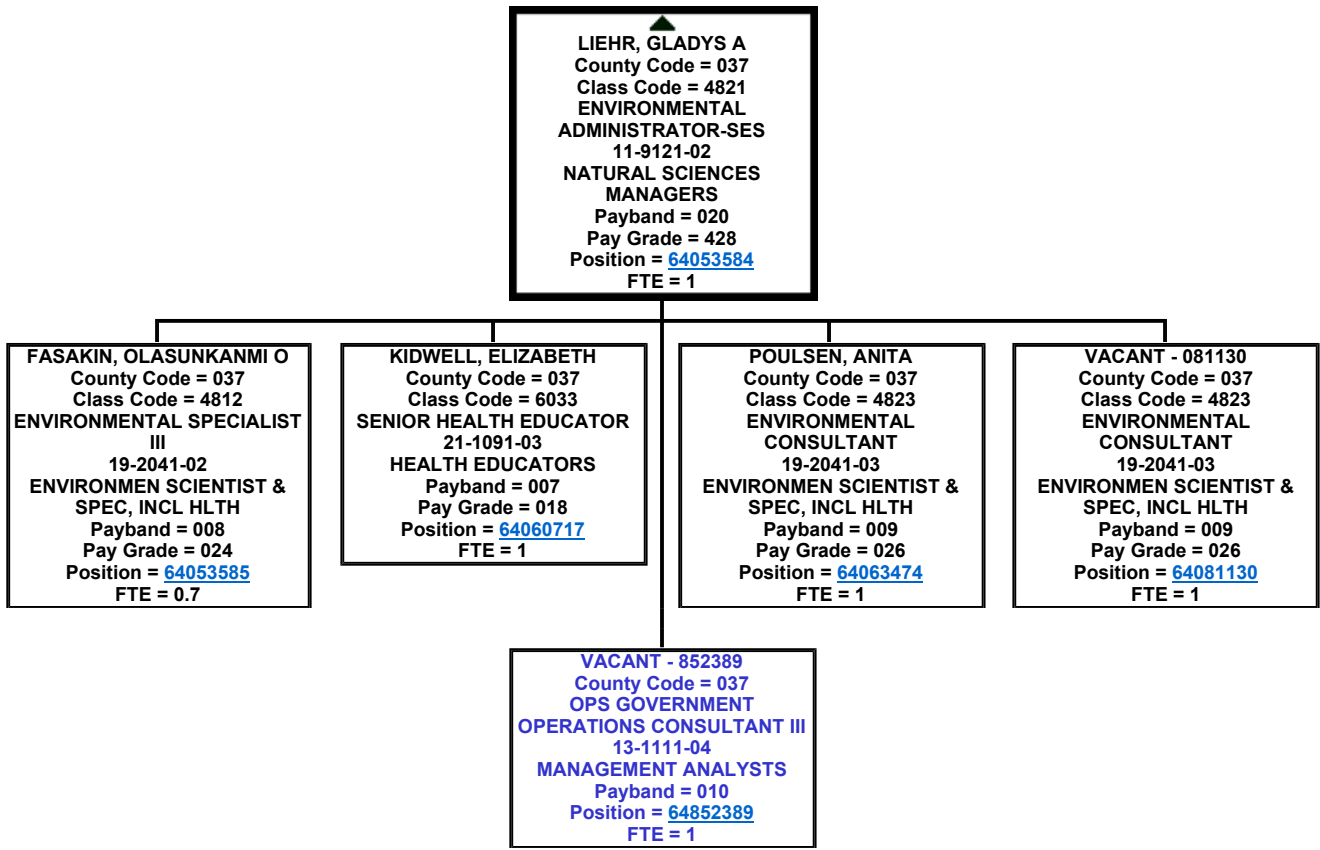 LIEHR, GLADYS A
County Code = 037
Class Code = 4821
ENVIRONMENTAL
ADMINISTRATOR-SES
11-9121-02
NATURAL SCIENCES
MANAGERS
Payband = 020
Pay Grade = 428
Position = 64053584
FTE = 1
FASAKIN, OLASUNKANMI O
County Code = 037
Class Code = 4812
ENVIRONMENTAL SPECIALIST
III
19-2041-02
ENVIRONMEN SCIENTIST &
SPEC, INCL HLTH
Payband = 008
Pay Grade = 024
Position = 64053585
FTE = 0.7
KIDWELL, ELIZABETH
County Code = 037
Class Code = 6033
SENIOR HEALTH EDUCATOR
21-1091-03
HEALTH EDUCATORS
Payband = 007
Pay Grade = 018
Position = 64060717
FTE = 1
POULSEN, ANITA
County Code = 037
Class Code = 4823
ENVIRONMENTAL
CONSULTANT
19-2041-03
ENVIRONMEN SCIENTIST &
SPEC, INCL HLTH
Payband = 009
Pay Grade = 026
Position = 64063474
FTE = 1
VACANT - 081130
County Code = 037
Class Code = 4823
ENVIRONMENTAL
CONSULTANT
19-2041-03
ENVIRONMEN SCIENTIST &
SPEC, INCL HLTH
Payband = 009
Pay Grade = 026
Position = 64081130
FTE = 1
VACANT - 852389
County Code = 037
OPS GOVERNMENT
OPERATIONS CONSULTANT III
13-1111-04
MANAGEMENT ANALYSTS
Payband = 010
Position = 64852389
FTE = 1